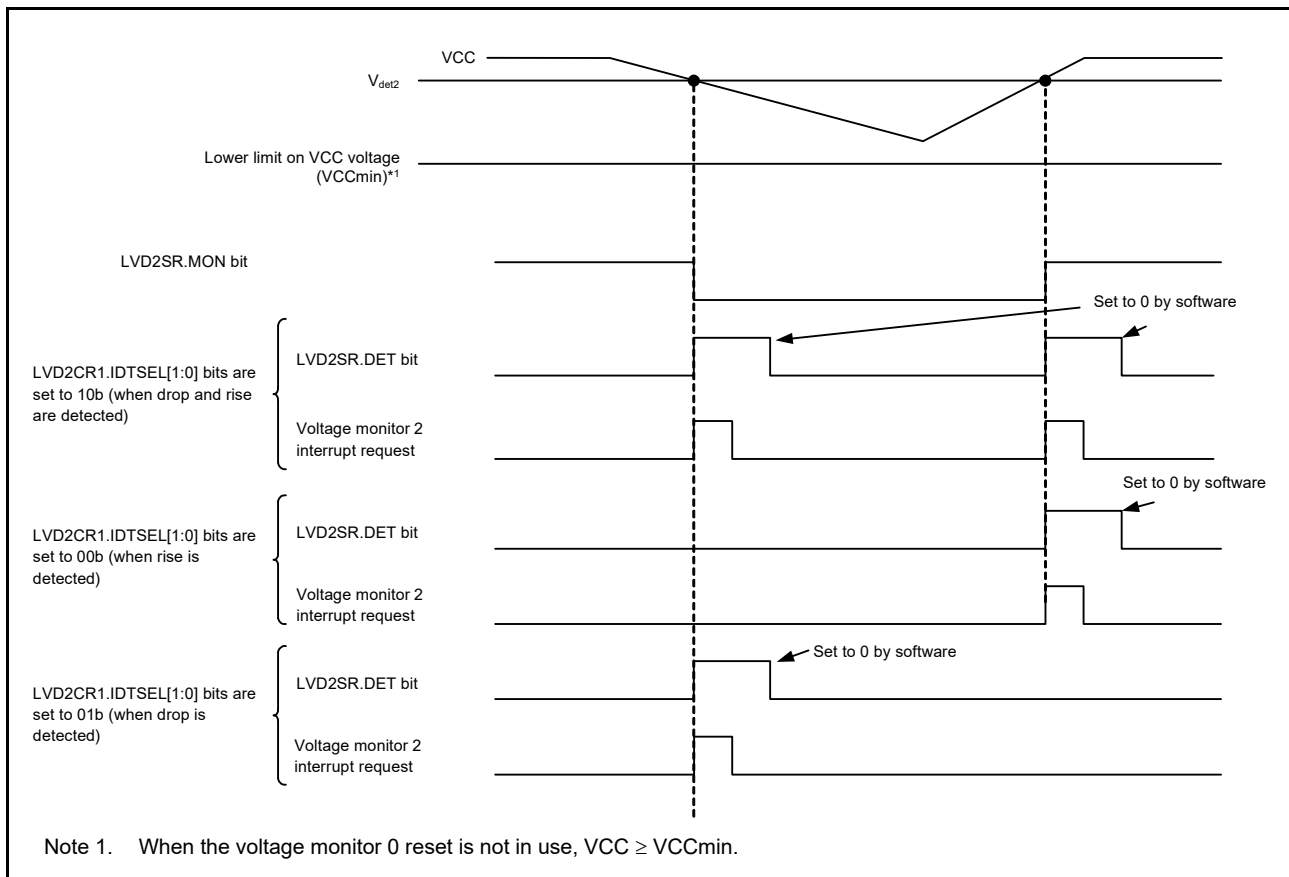 VCC
Vdet2
Lower limit on VCC voltage
(VCCmin)*1
LVD2SR.MON bit
Set to 0 by software
LVD2CR1.IDTSEL[1:0] bits are
set to 10b (when drop and rise
are detected)
LVD2SR.DET bit
Voltage monitor 2
interrupt request
Set to 0 by software
LVD2CR1.IDTSEL[1:0] bits are
set to 00b (when rise is
detected)
LVD2SR.DET bit
Voltage monitor 2
interrupt request
Set to 0 by software
LVD2CR1.IDTSEL[1:0] bits are
set to 01b (when drop is
detected)
LVD2SR.DET bit
Voltage monitor 2
interrupt request
Note 1. When the voltage monitor 0 reset is not in use, VCC ≥ VCCmin.